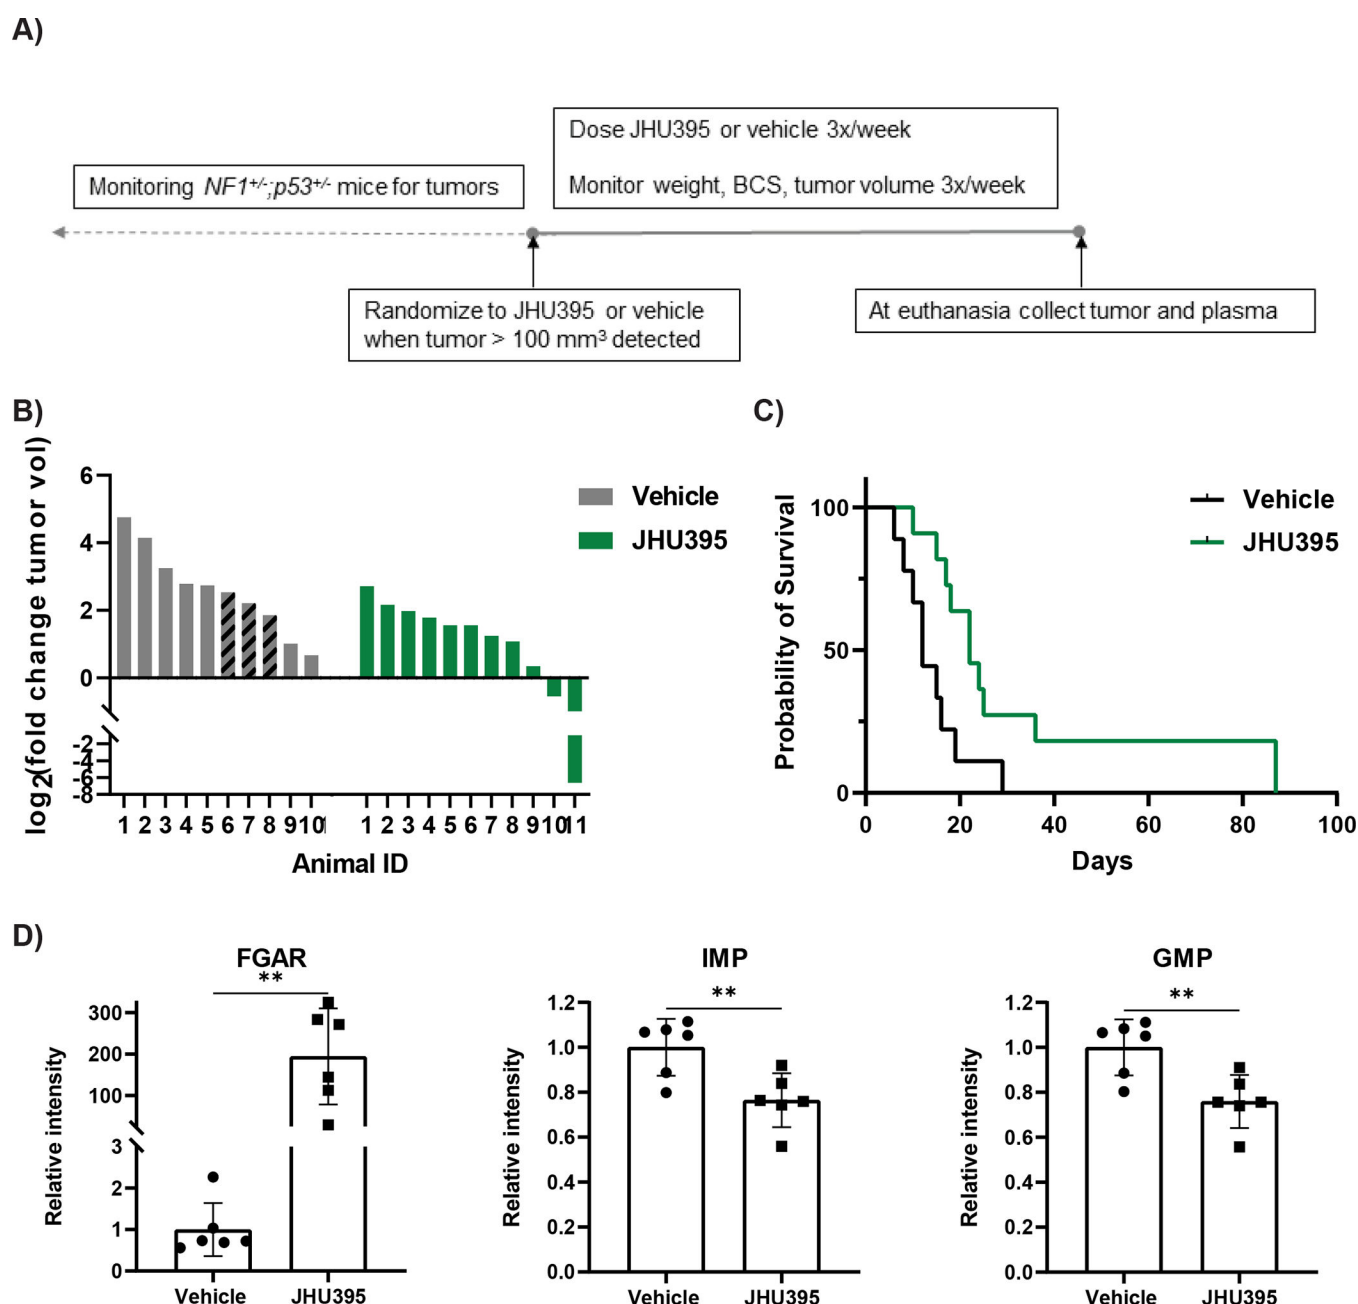 A)
Dose JHU395 or vehicle 3x/week
Monitor weight, BCS, tumor volume 3x/week
Monitoring NF1+/-;p53+/- mice for tumors
Randomize to JHU395 or vehicle
when tumor > 100 mm³ detected
At euthanasia collect tumor and plasma
B)
log2(fold change tumor vol)
6
4
2
0
-2
-4
-6
-8
Vehicle
JHU395
1 2 3 4 5 6 7 8 9 10 1 2 3 4 5 6 7 8 9 10 11
Animal ID
C)
Probability of Survival
100
50
0
Vehicle
JHU395
0 20 40 60 80 100
Days
D)
FGAR
**
Relative intensity
300
200
100
3
2
1
0
Vehicle JHU395
IMP
**
Relative intensity
1.2
1.0
0.8
0.6
0.4
0.2
0.0
Vehicle JHU395
GMP
**
Relative intensity
1.2
1.0
0.8
0.6
0.4
0.2
0.0
Vehicle JHU395